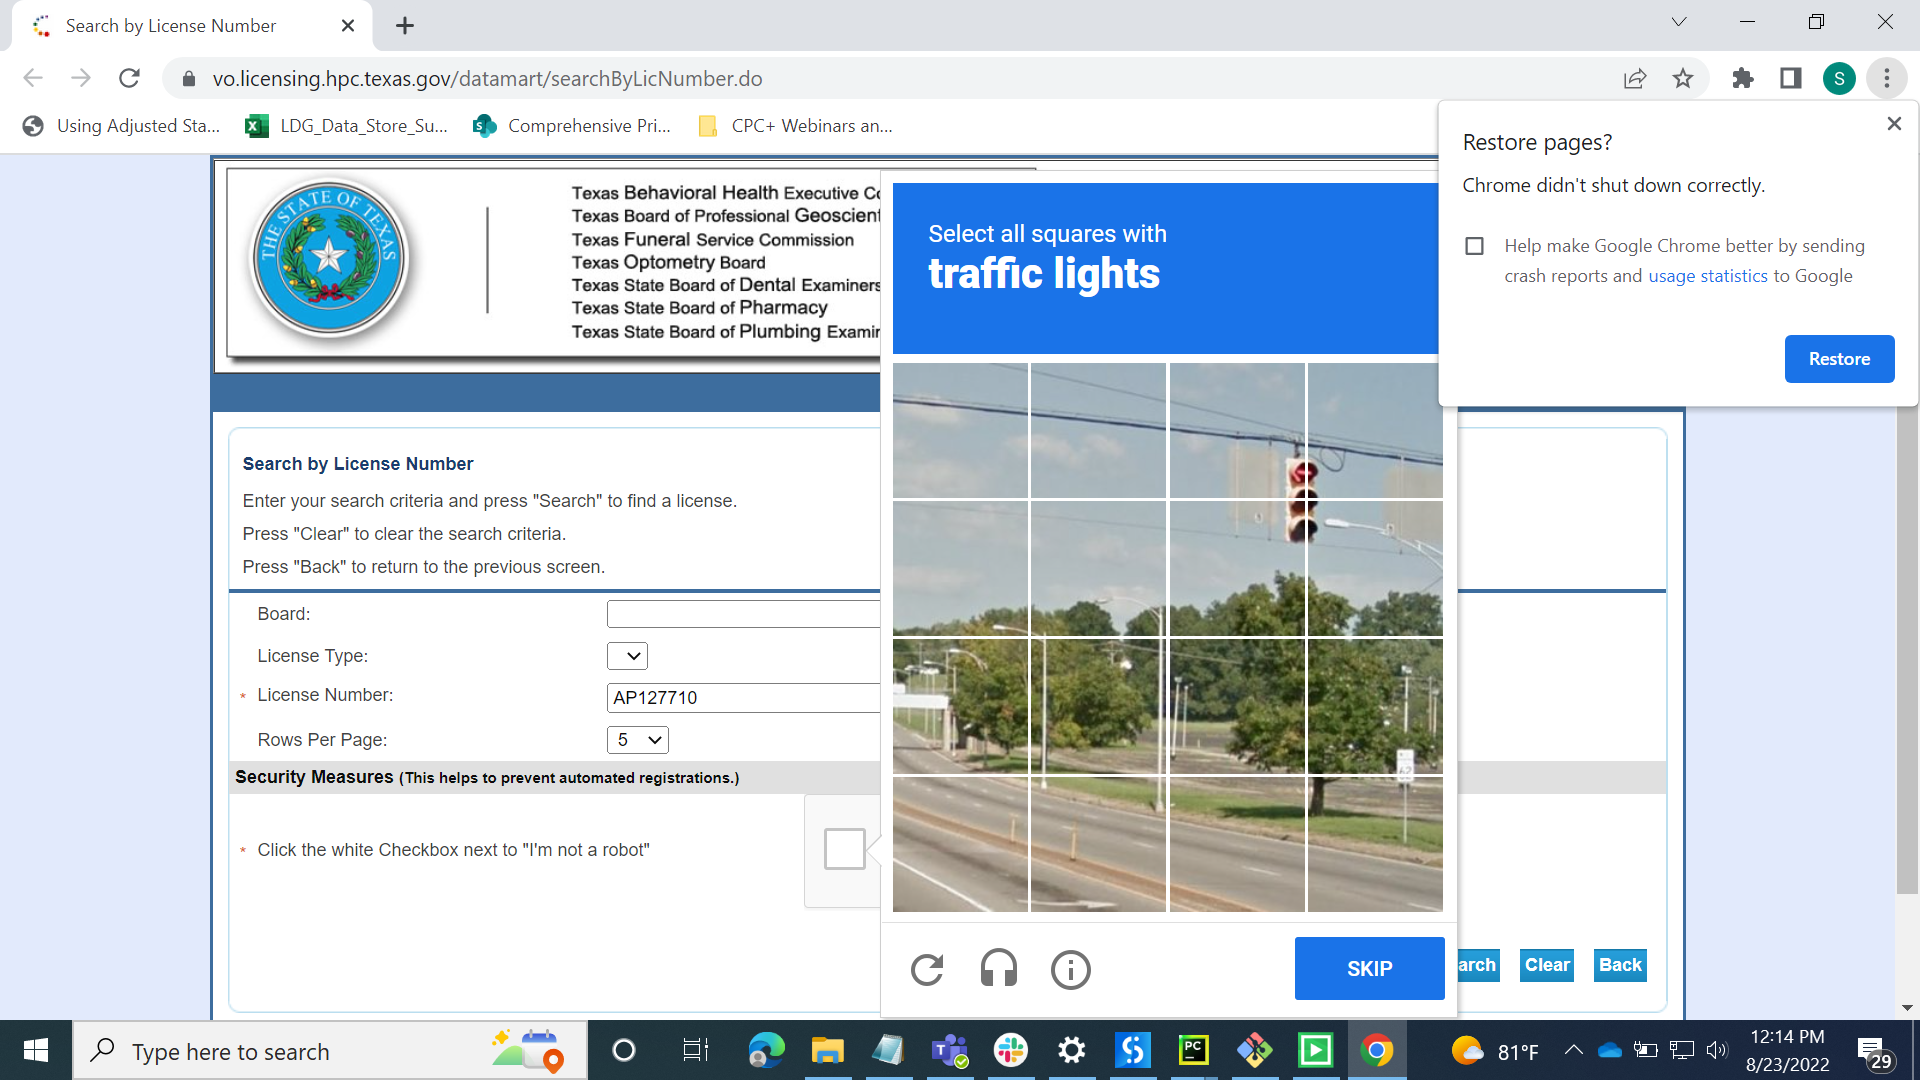 Search by License Number
vo.licensing.hpc.texas.gov/datamart/searchByLicNumber.do
S
Using Adjusted Sta...
LDG_Data_Store_Su...
Comprehensive Pri...
CPC+ Webinars an...
Restore pages?
Chrome didn't shut down correctly.
Help make Google Chrome better by sending
crash reports and usage statistics to Google
Restore
THE STATE OF TEXAS
Texas Behavioral Health Executive Co
Texas Board of Professional Geoscient
Texas Funeral Service Commission
Texas Optometry Board
Texas State Board of Dental Examiners
Texas State Board of Pharmacy
Texas State Board of Plumbing Examin
Select all squares with
traffic lights
Search by License Number
Enter your search criteria and press "Search" to find a license.
Press "Clear" to clear the search criteria.
Press "Back" to return to the previous screen.
Board:
License Type:
* License Number:
AP127710
Rows Per Page:
5
Security Measures (This helps to prevent automated registrations.)
* Click the white Checkbox next to "I'm not a robot"
SKIP
arch
Clear
Back
Type here to search
PC
81°F
12:14 PM
8/23/2022
29